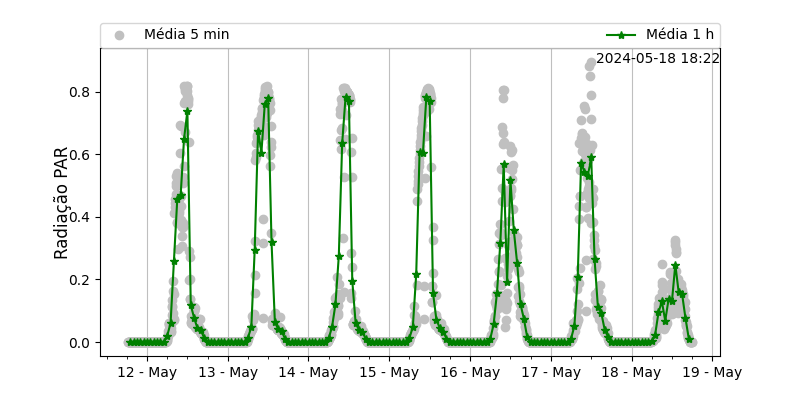 Média 5 min
Média 1 h
2024-05-18 18:22
Radiação PAR
0.8
0.6
0.4
0.2
0.0
12 - May
13 - May
14 - May
15 - May
16 - May
17 - May
18 - May
19 - May